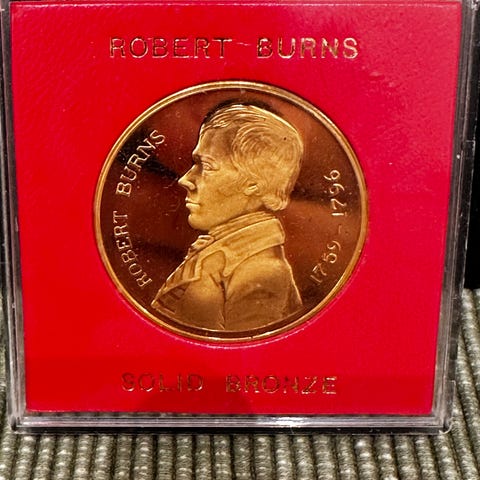 ROBERT BURNS
ROBERT BURNS
1759-1796
SOLID BRONZE